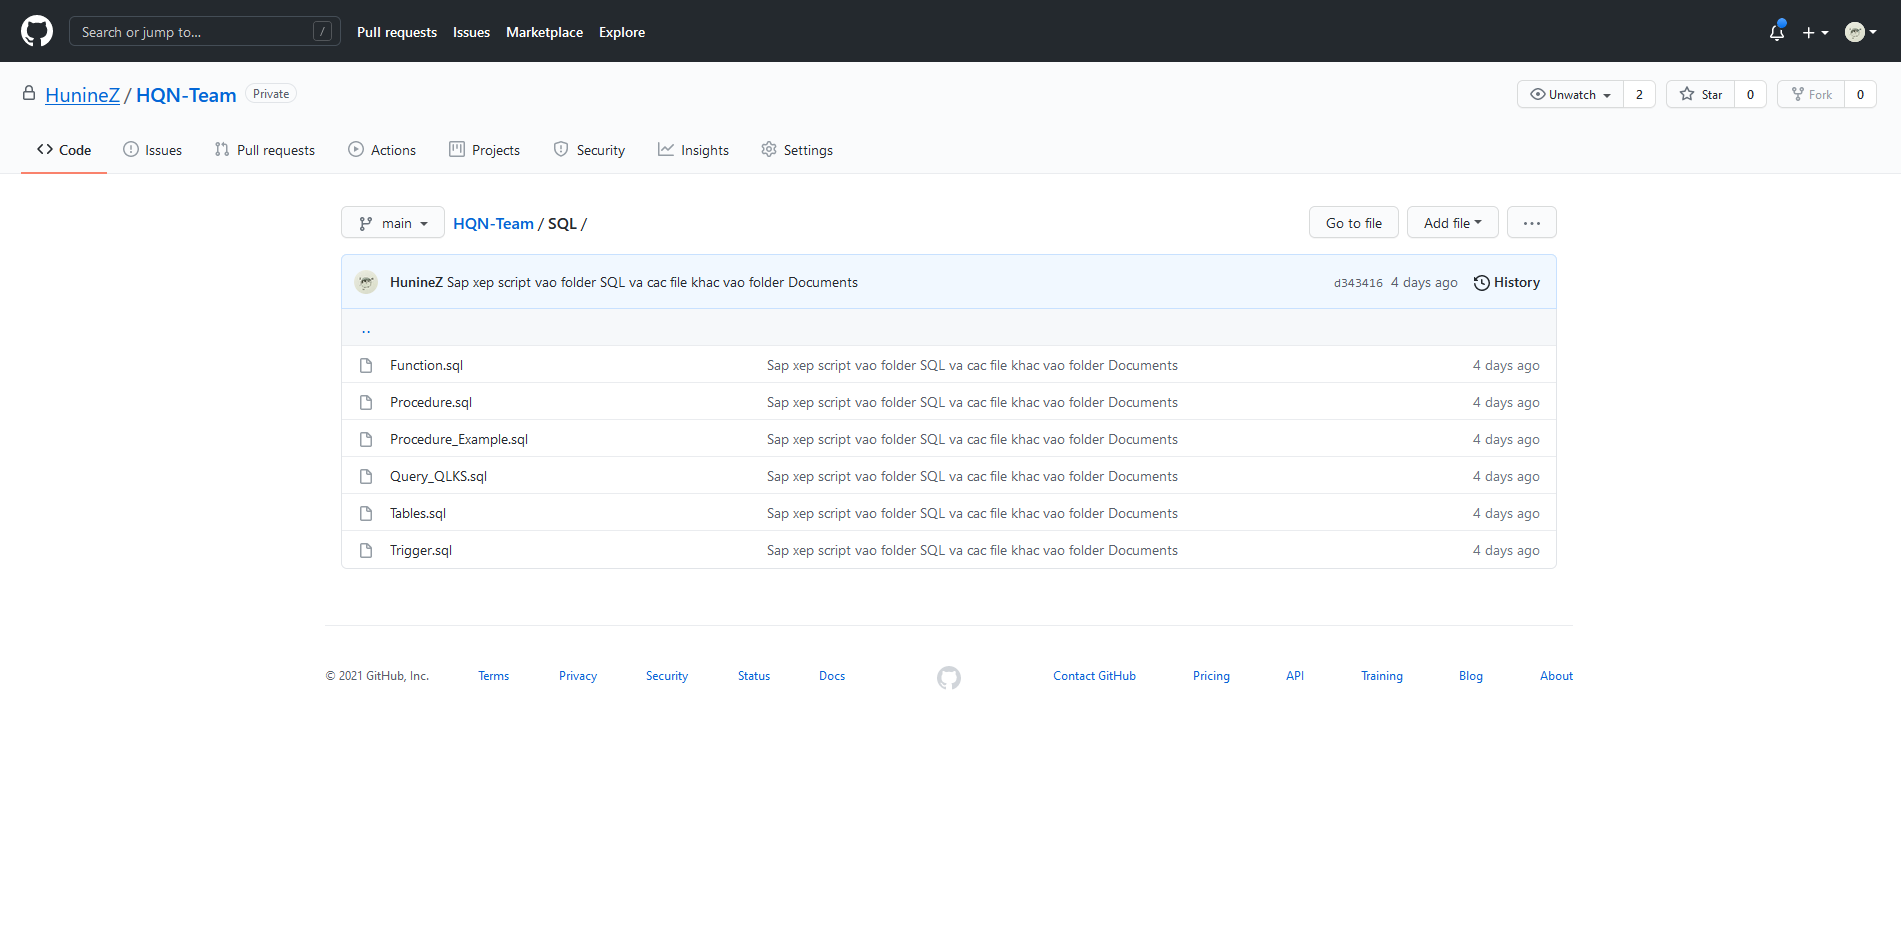 Search or jump to... / Pull requests Issues Marketplace Explore
HunineZ / HQN-Team Private Unwatch 2 Star 0 Fork 0
Code Issues Pull requests Actions Projects Security Insights Settings
main HQN-Team / SQL / Go to file Add file ...
HunineZ Sap xep script vao folder SQL va cac file khac vao folder Documents d343416 4 days ago History
..
Function.sql Sap xep script vao folder SQL va cac file khac vao folder Documents 4 days ago
Procedure.sql Sap xep script vao folder SQL va cac file khac vao folder Documents 4 days ago
Procedure_Example.sql Sap xep script vao folder SQL va cac file khac vao folder Documents 4 days ago
Query_QLKS.sql Sap xep script vao folder SQL va cac file khac vao folder Documents 4 days ago
Tables.sql Sap xep script vao folder SQL va cac file khac vao folder Documents 4 days ago
Trigger.sql Sap xep script vao folder SQL va cac file khac vao folder Documents 4 days ago
© 2021 GitHub, Inc. Terms Privacy Security Status Docs Contact GitHub Pricing API Training Blog About